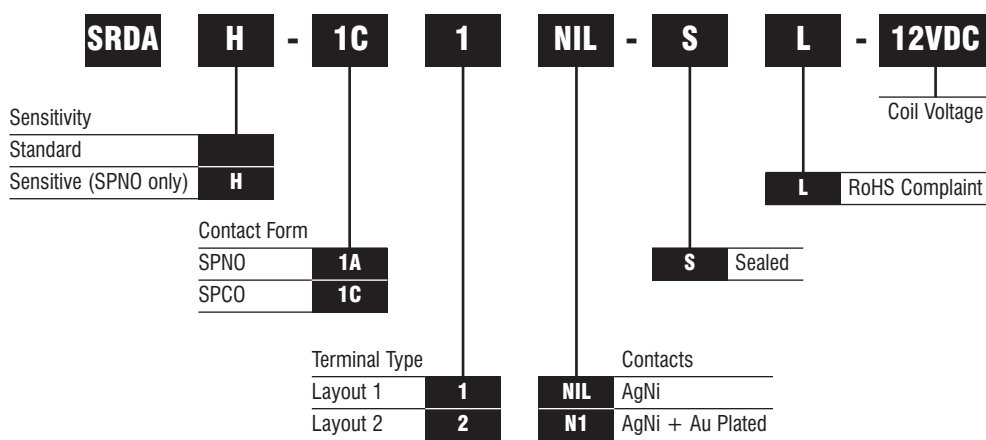 SRDA H - 1C 1 NIL - S L - 12VDC
Coil Voltage
Sensitivity
Standard
Sensitive (SPNO only) H
L RoHS Complaint
Contact Form
SPNO 1A
S Sealed
SPCO 1C
Terminal Type
Contacts
Layout 1 1
NIL AgNi
Layout 2 2
N1 AgNi + Au Plated